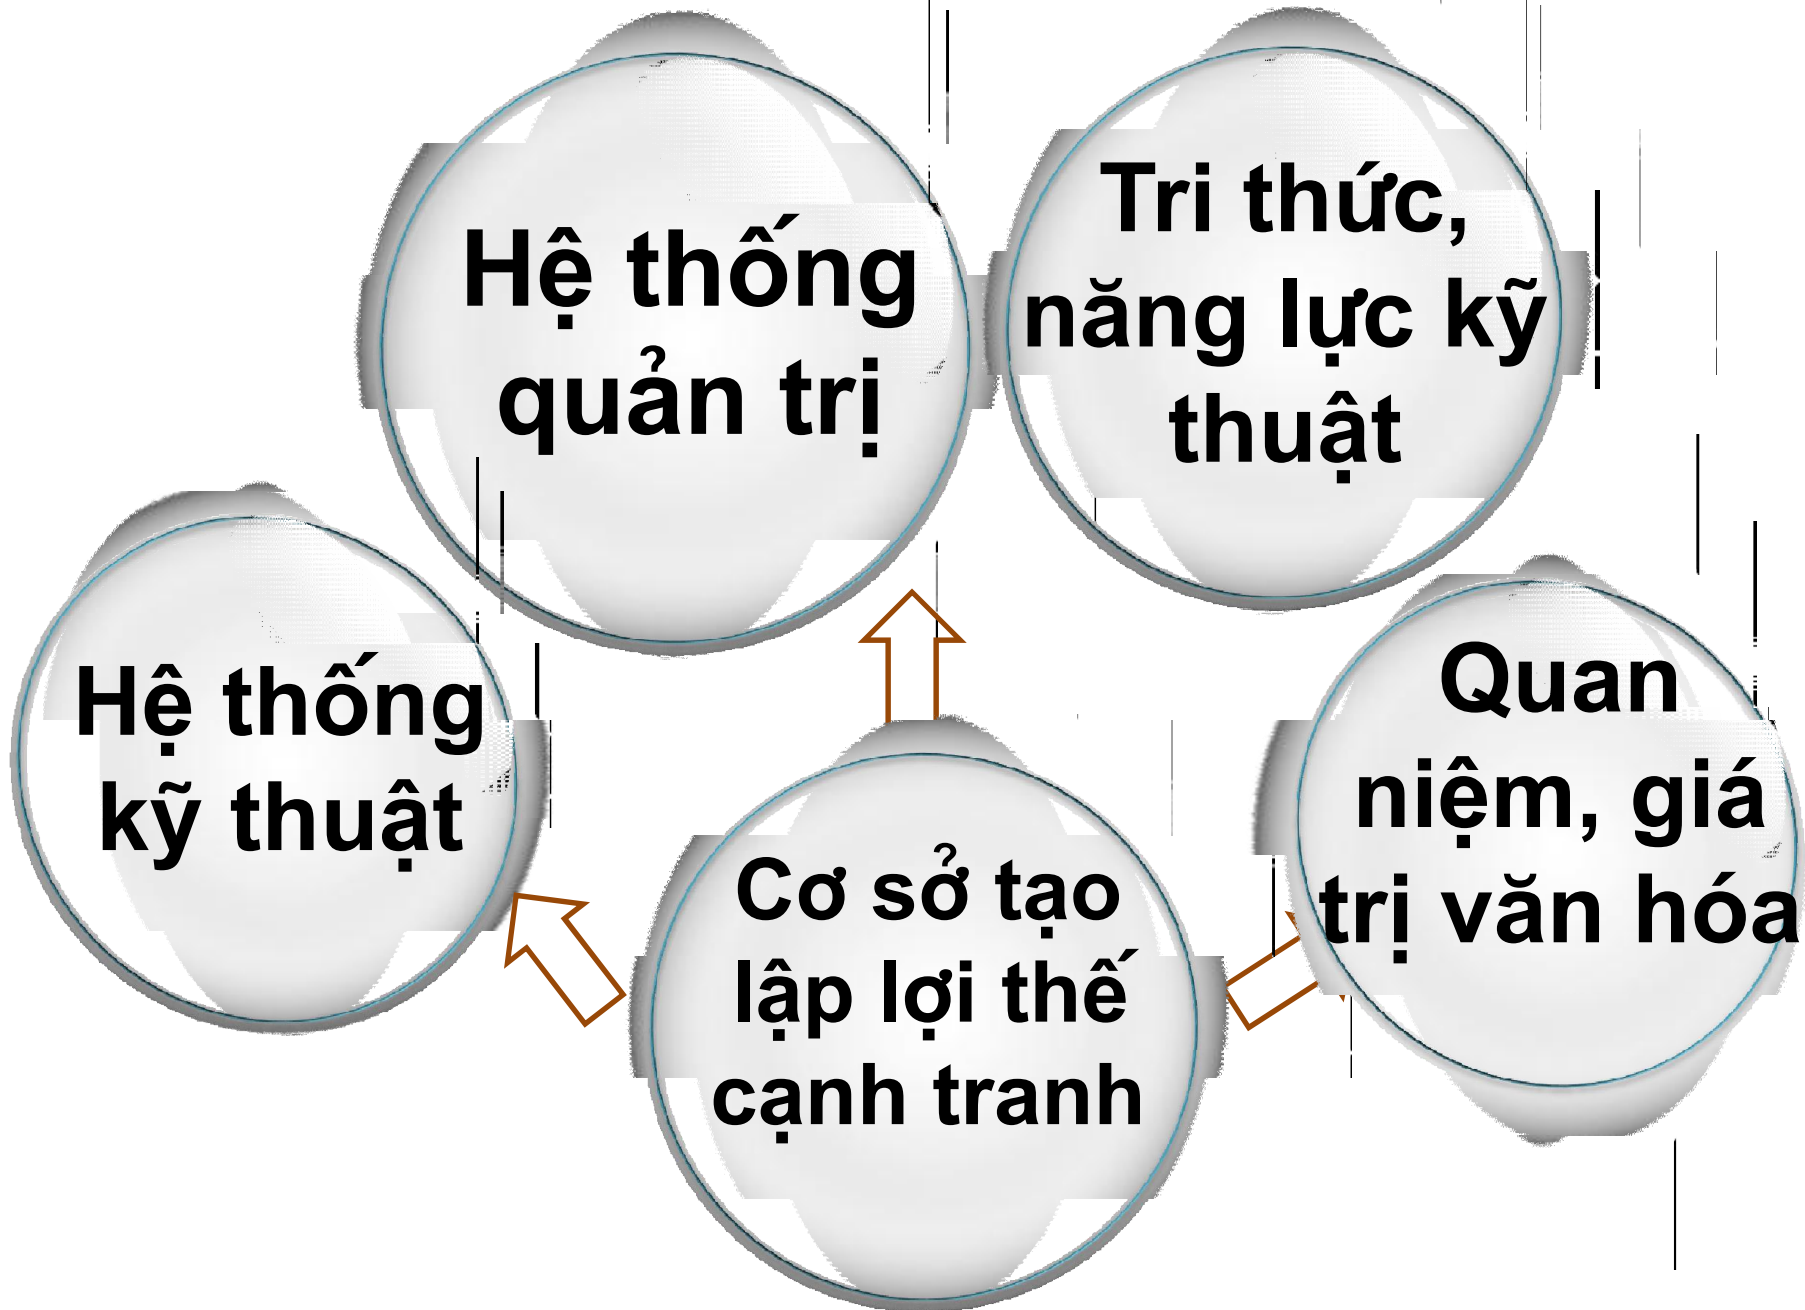 Hệ thống
quản trị
Tri thức,
năng lực kỹ
thuật
Hệ thống
kỹ thuật
Quan
niệm, giá
trị văn hóa
Cơ sở tạo
lập lợi thế
cạnh tranh